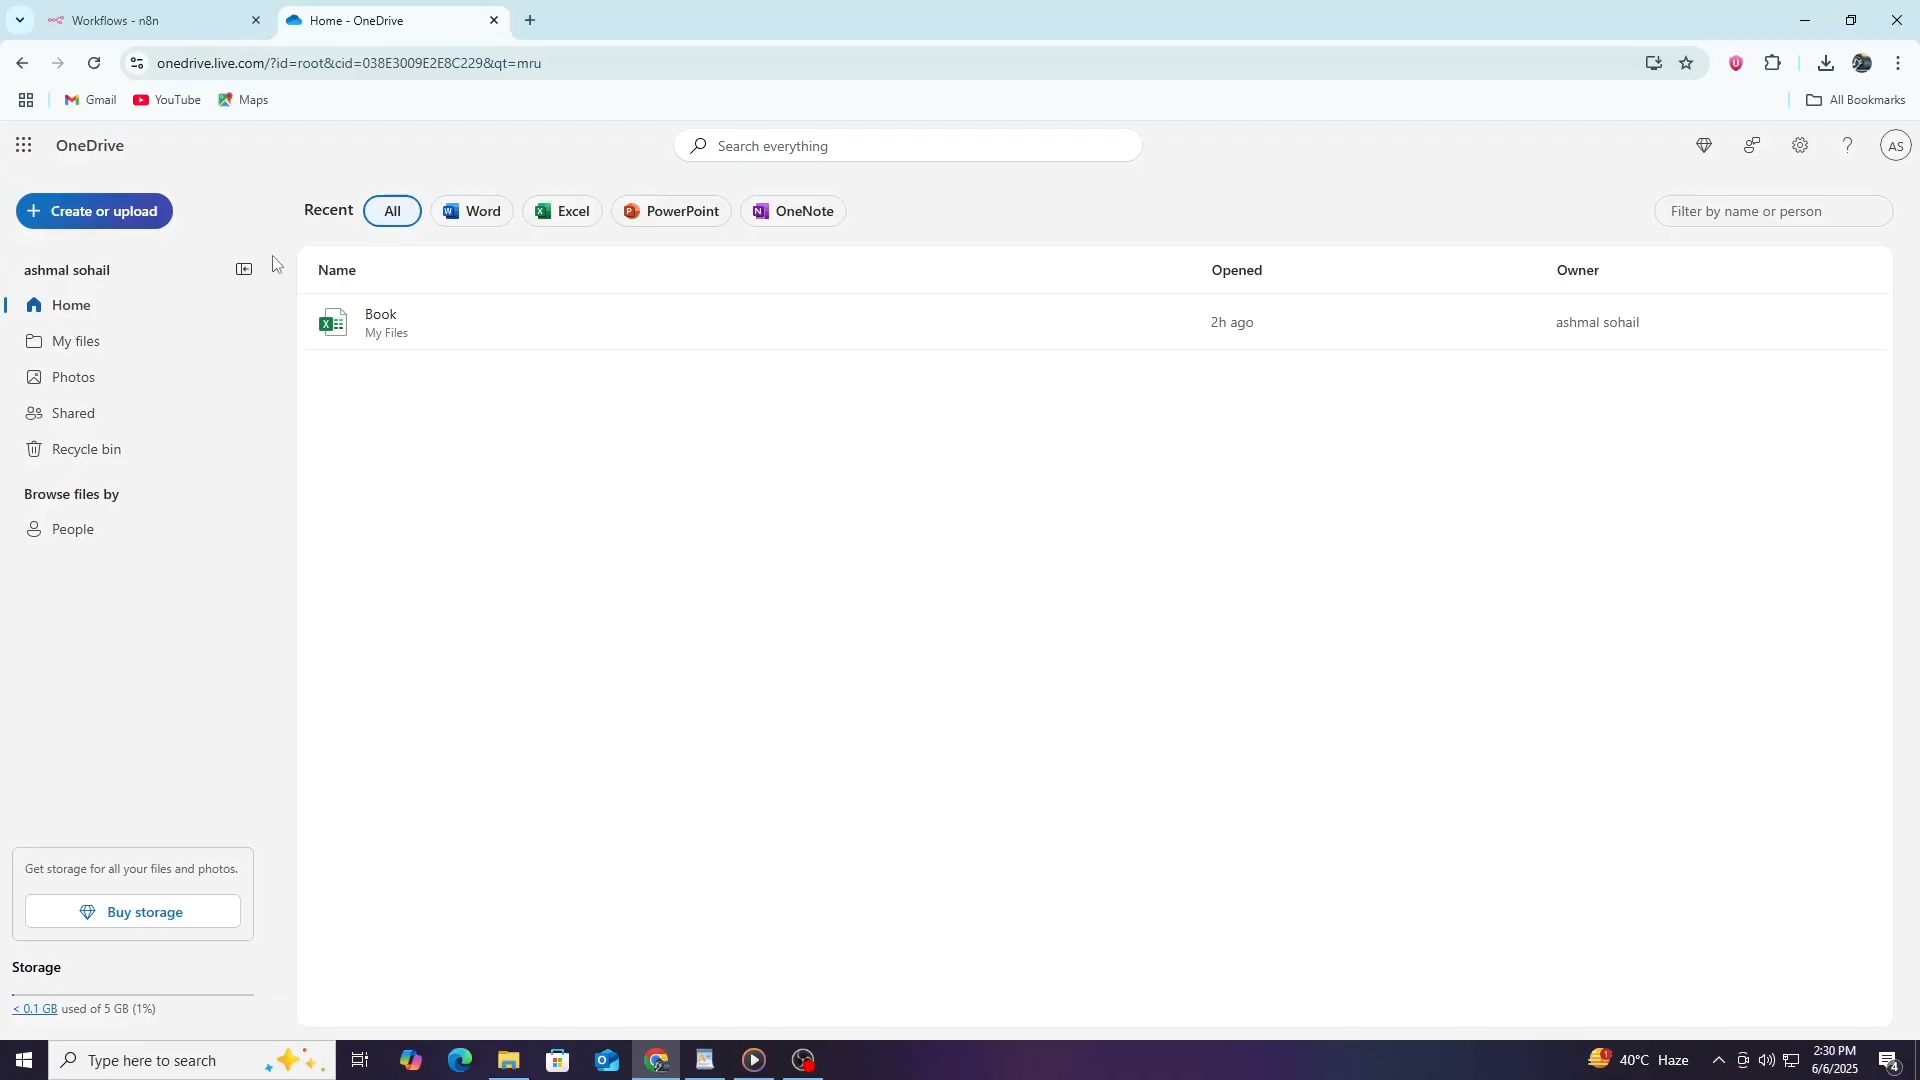 Workflows - n8n
Home - OneDrive
onedrive.live.com/?id=root&cid=038E3009E2E8C229&qt=mru
Gmail
YouTube
Maps
All Bookmarks
OneDrive
Search everything
AS
Create or upload
Recent
All
Word
Excel
PowerPoint
OneNote
Filter by name or person
ashmal sohail
Home
My files
Photos
Shared
Recycle bin
Browse files by
People
Name
Opened
Owner
Book
My Files
2h ago
ashmal sohail
Get storage for all your files and photos.
Buy storage
Storage
< 0.1 GB used of 5 GB (1%)
Type here to search
40°C Haze
2:30 PM
6/6/2025
4